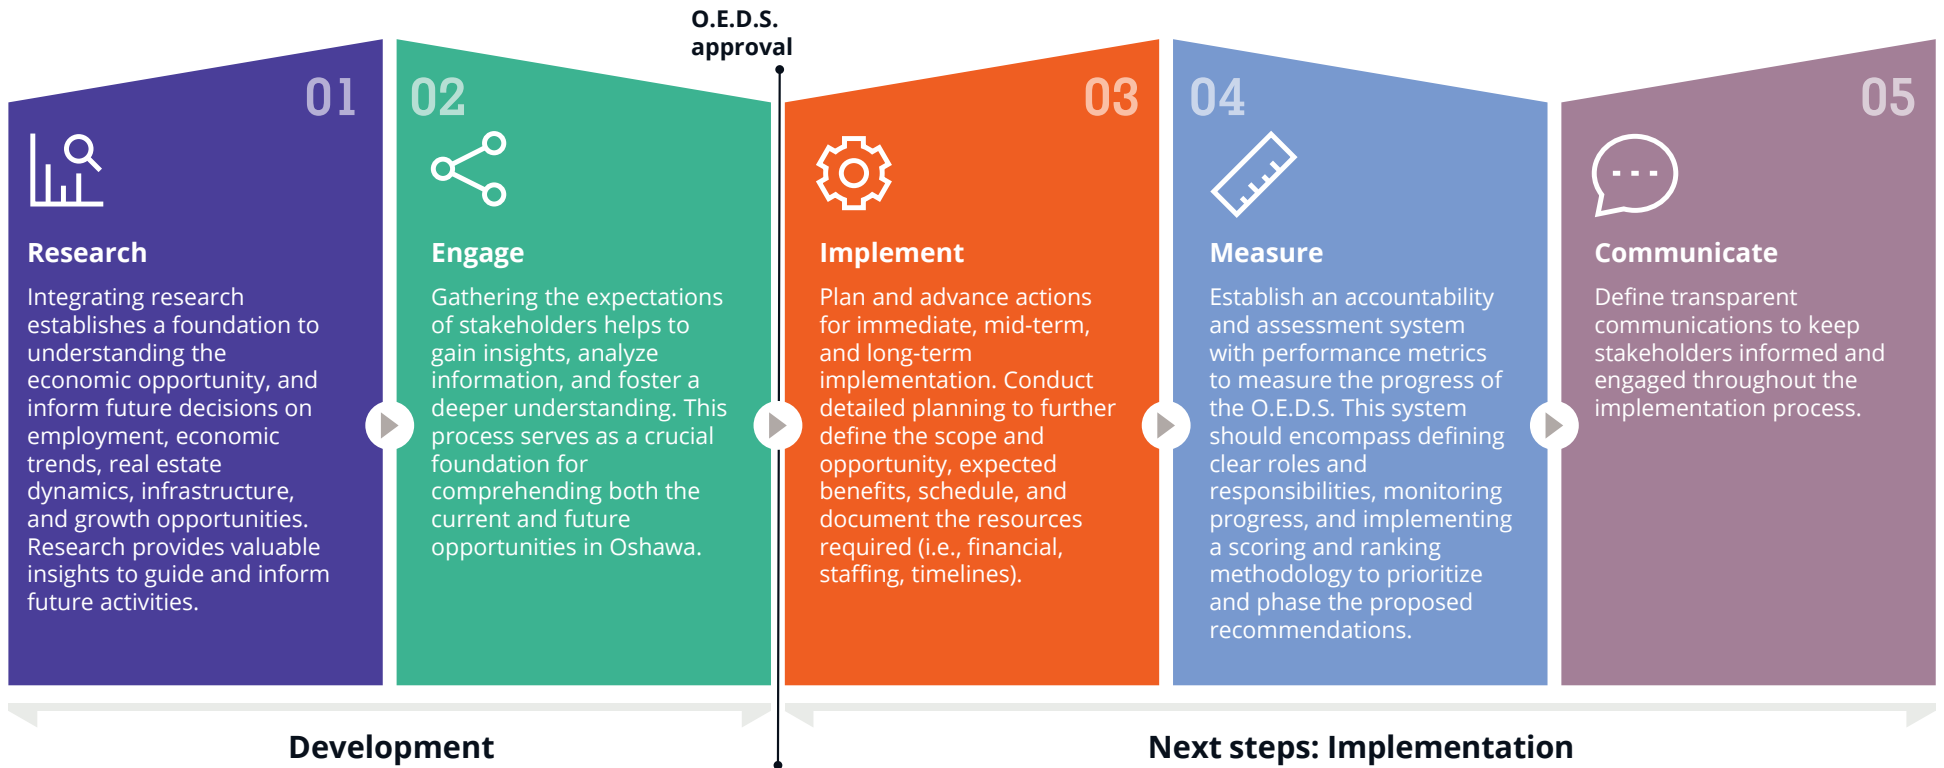 O.E.D.S.
approval
01
Research
Integrating research
establishes a foundation to
understanding the
economic opportunity, and
inform future decisions on
employment, economic
trends, real estate
dynamics, infrastructure,
and growth opportunities.
Research provides valuable
insights to guide and inform
future activities.
02
Engage
Gathering the expectations
of stakeholders helps to
gain insights, analyze
information, and foster a
deeper understanding. This
process serves as a crucial
foundation for
comprehending both the
current and future
opportunities in Oshawa.
03
Implement
Plan and advance actions
for immediate, mid-term,
and long-term
implementation. Conduct
detailed planning to further
define the scope and
opportunity, expected
benefits, schedule, and
document the resources
required (i.e., financial,
staffing, timelines).
04
Measure
Establish an accountability
and assessment system
with performance metrics
to measure the progress of
the O.E.D.S. This system
should encompass defining
clear roles and
responsibilities, monitoring
progress, and implementing
a scoring and ranking
methodology to prioritize
and phase the proposed
recommendations.
05
Communicate
Define transparent
communications to keep
stakeholders informed and
engaged throughout the
implementation process.
Development
Next steps: Implementation